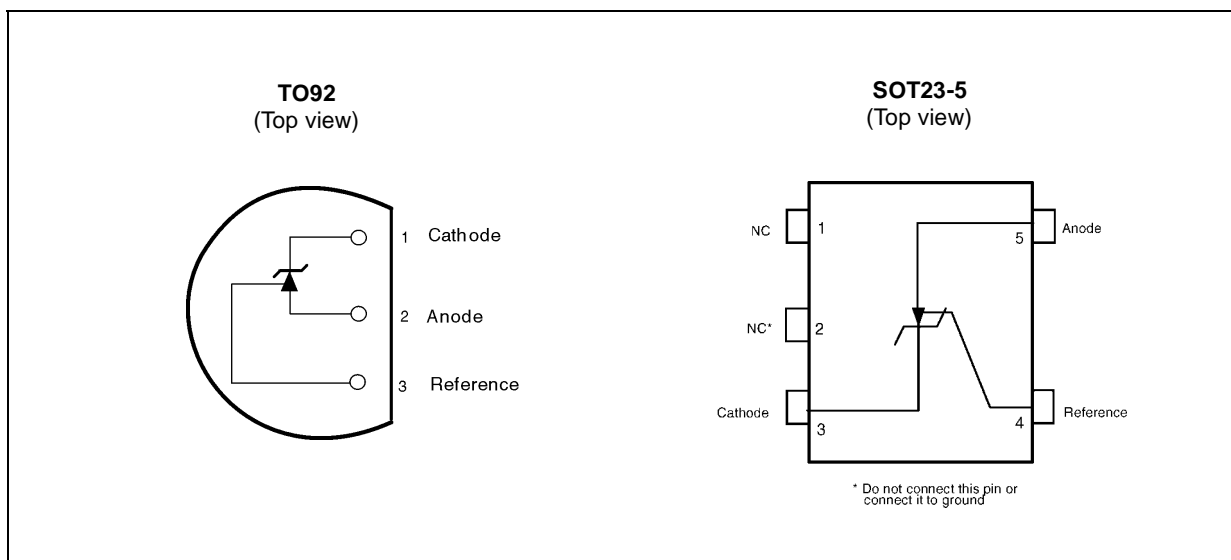 TO92
(Top view)
1 Cathode
2 Anode
3 Reference
SOT23-5
(Top view)
NC 1
5 Anode
NC* 2
Cathode 3
4 Reference
* Do not connect this pin or
connect it to ground